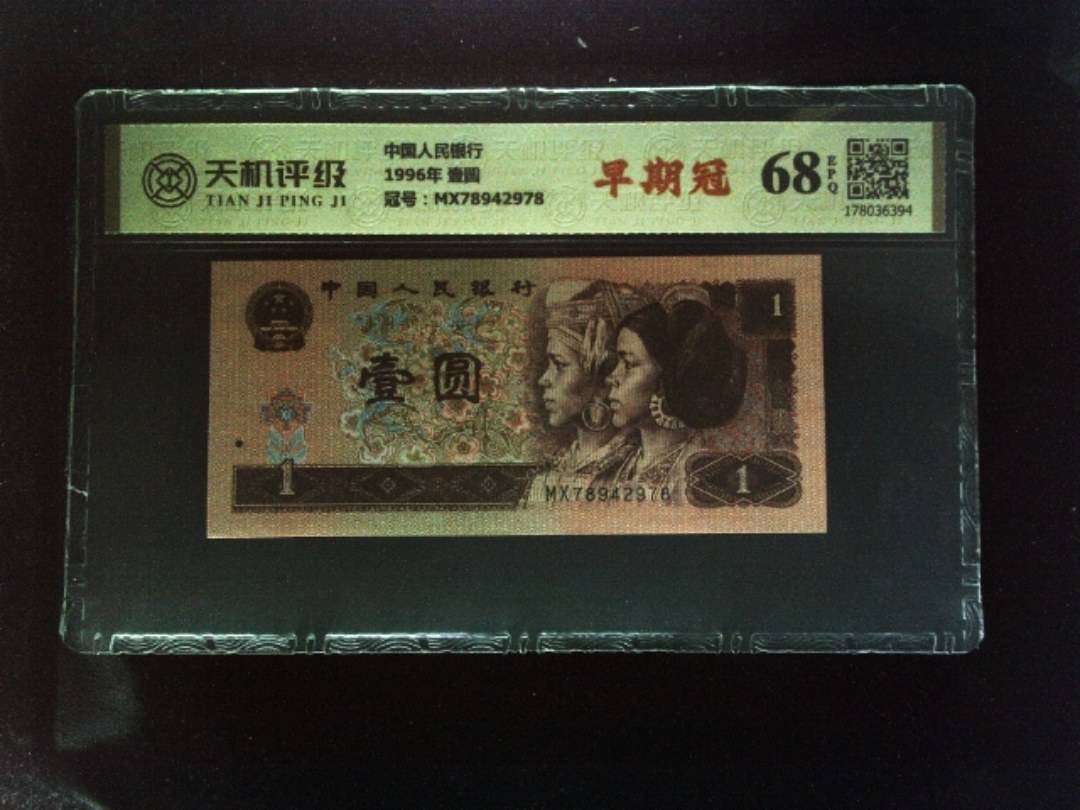 天机评级
TIAN JI PING JI
中国人民银行
1996年 壹圆
冠号：MX78942978
早期冠
68
EPQ
178036394
中国人民银行
1
壹圆
1
MX78942978
1